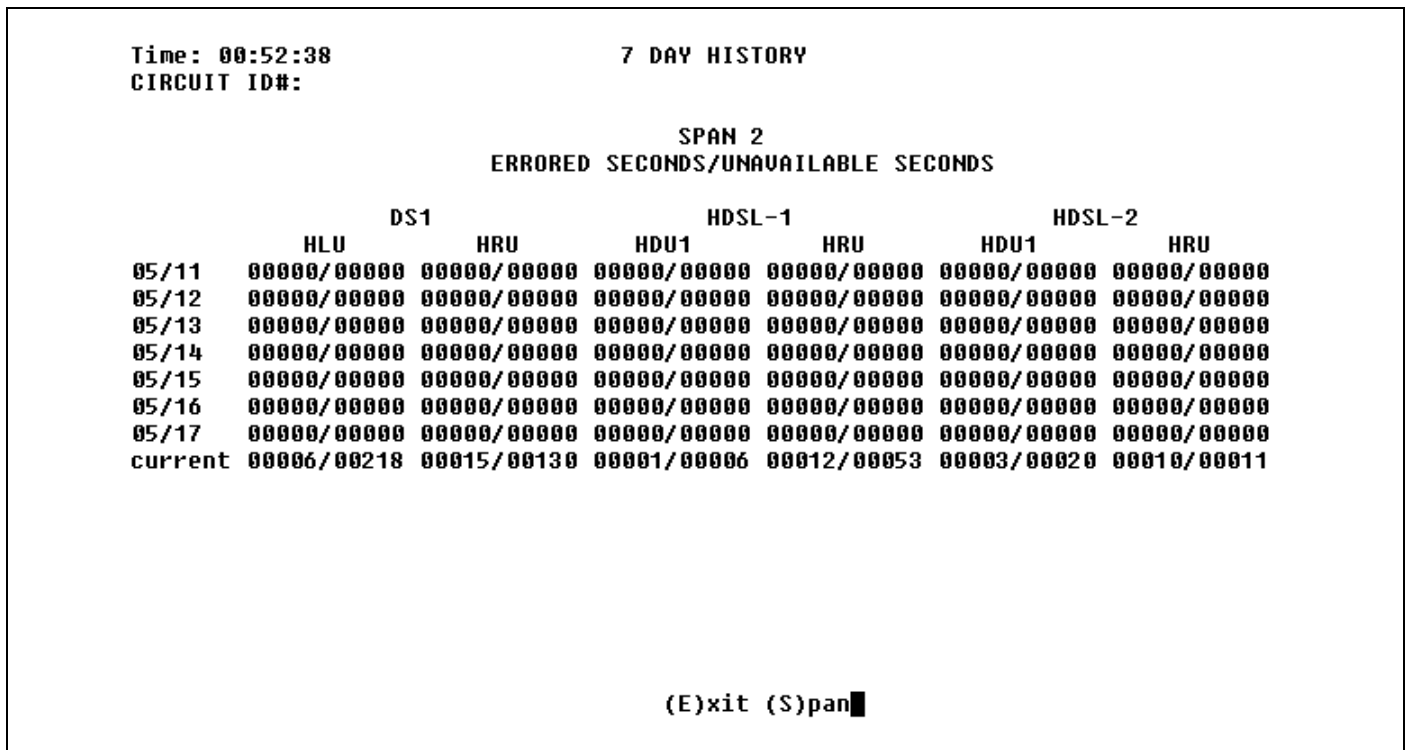 Time: 00:52:38 7 DAY HISTORY
CIRCUIT ID#:
SPAN 2
ERRORED SECONDS/UNAVAILABLE SECONDS
DS1 HDSL-1 HDSL-2
HLU HRU HDU1 HRU HDU1 HRU
05/11 00000/00000 00000/00000 00000/00000 00000/00000 00000/00000 00000/00000
05/12 00000/00000 00000/00000 00000/00000 00000/00000 00000/00000 00000/00000
05/13 00000/00000 00000/00000 00000/00000 00000/00000 00000/00000 00000/00000
05/14 00000/00000 00000/00000 00000/00000 00000/00000 00000/00000 00000/00000
05/15 00000/00000 00000/00000 00000/00000 00000/00000 00000/00000 00000/00000
05/16 00000/00000 00000/00000 00000/00000 00000/00000 00000/00000 00000/00000
05/17 00000/00000 00000/00000 00000/00000 00000/00000 00000/00000 00000/00000
current 00006/00218 00015/00130 00001/00006 00012/00053 00003/00020 00010/00011
(E)xit (S)pan